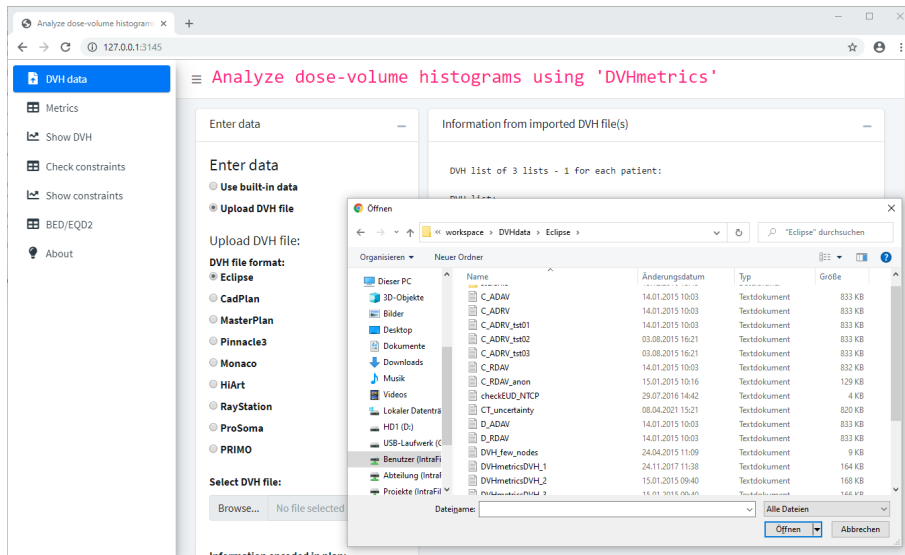 Analyze dose-volume histogram
127.0.0.1:3145
DVH data
Metrics
Show DVH
Check constraints
Show constraints
BED/EQD2
About
Analyze dose-volume histograms using 'DVHmetrics'
Enter data
Enter data
Use built-in data
Upload DVH file
Upload DVH file:
DVH file format:
Eclipse
CadPlan
MasterPlan
Pinnacle3
Monaco
HiArt
RayStation
ProSoma
PRIMO
Select DVH file:
Browse... No file selected
Information from imported DVH file(s)
DVH list of 3 lists - 1 for each patient:
Öffnen
« workspace > DVHdata > Eclipse >
"Eclipse" durchsuchen
Organisieren Neuer Ordner
Dieser PC
3D-Objekte
Bilder
Desktop
Dokumente
Downloads
Musik
Videos
Lokaler Datenträ
HD1 (D:)
USB-Laufwerk (
Benutzer (IntraFi
Abteilung (Intral
Projekte (IntraFil
Name Änderungsdatum Typ Größe
C_ADAV 14.01.2015 10:03 Textdokument 833 KB
C_ADRV 14.01.2015 10:03 Textdokument 833 KB
C_ADRV_tst01 14.01.2015 10:03 Textdokument 833 KB
C_ADRV_tst02 03.08.2015 16:21 Textdokument 833 KB
C_ADRV_tst03 03.08.2015 16:21 Textdokument 833 KB
C_RDAV 14.01.2015 10:03 Textdokument 832 KB
C_RDAV_anon 15.01.2015 10:16 Textdokument 129 KB
checkEUD_NTCP 29.07.2016 14:42 Textdokument 4 KB
CT_uncertainty 08.04.2021 15:21 Textdokument 820 KB
D_ADAV 14.01.2015 10:03 Textdokument 833 KB
D_RDAV 14.01.2015 10:03 Textdokument 833 KB
DVH_few_nodes 24.04.2015 11:09 Textdokument 9 KB
DVHmetricsDVH_1 24.11.2017 11:38 Textdokument 164 KB
DVHmetricsDVH_2 15.01.2015 09:40 Textdokument 168 KB
DVHmetricsDVH_3 15.01.2015 09:40 Textdokument 166 KB
Dateiname:
Alle Dateien
Öffnen Abbrechen